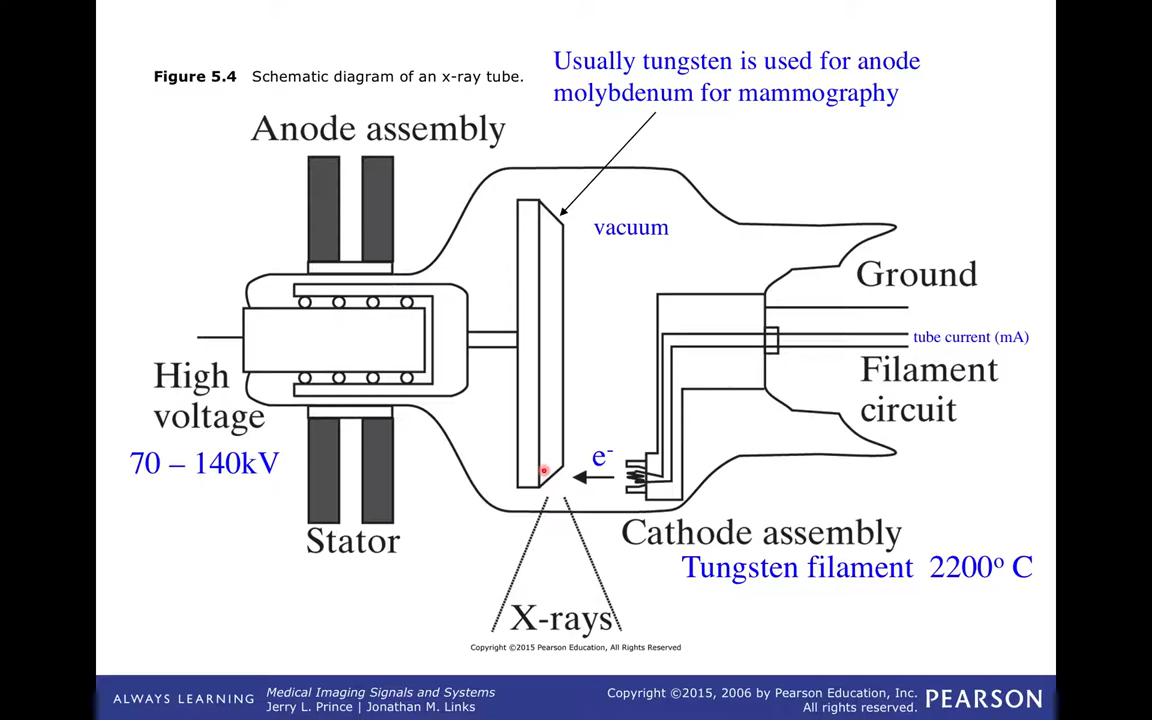 Figure 5.4 Schematic diagram of an x-ray tube.
Usually tungsten is used for anode
molybdenum for mammography
Anode assembly
vacuum
Ground
tube current (mA)
High
voltage
Filament
circuit
70 – 140kV
e-
Stator
Cathode assembly
Tungsten filament 2200º C
X-rays
Copyright ©2015 Pearson Education, All Rights Reserved
ALWAYS LEARNING
Medical Imaging Signals and Systems
Jerry L. Prince | Jonathan M. Links
Copyright ©2015, 2006 by Pearson Education, Inc.
All rights reserved.
PEARSON